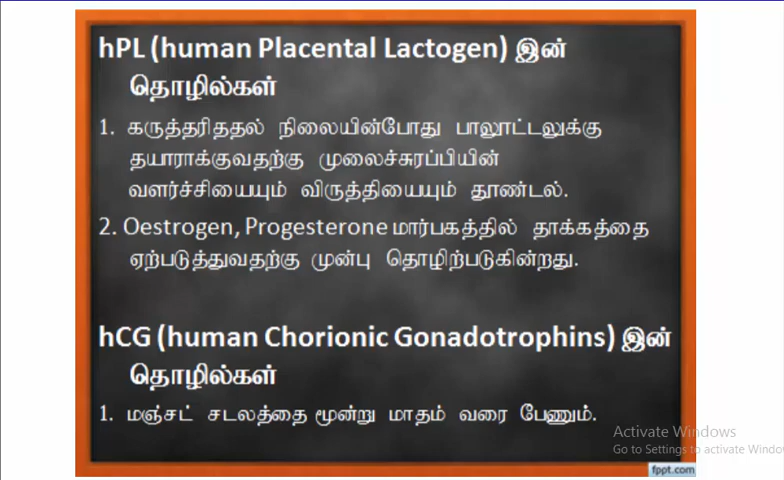 hPL (human Placental Lactogen) இன்
தொழில்கள்
1. கருத்தரிததல் நிலையின்போது பாலூட்டலுக்கு
தயாராக்குவதற்கு முலைச்சுரப்பியின்
வளர்ச்சியையும் விருத்தியையும் தூண்டல்.
2. Oestrogen, Progesterone மார்பகத்தில் தாக்கத்தை
ஏற்படுத்துவதற்கு முன்பு தொழிற்படுகின்றது.
hCG (human Chorionic Gonadotrophins) இன்
தொழில்கள்
1. மஞ்சட் சடலத்தை மூன்று மாதம் வரை பேணும்.
Activate Windows
Go to Settings to activate Windo
fppt.com